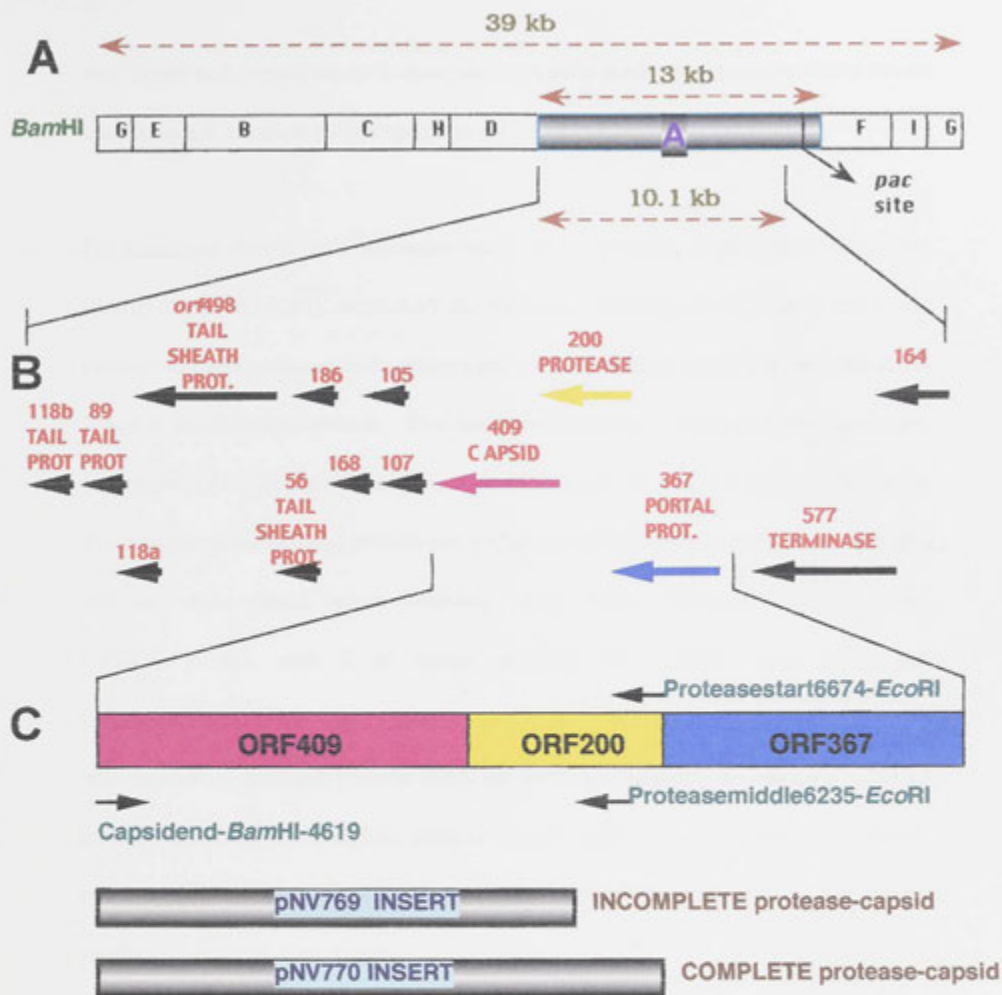 39 kb
A
13 kb
BamHI G E B C H D A F I G
pac
site
10.1 kb
B
orf498
TAIL
SHEATH
PROT.
186
105
200
PROTEASE
164
118b
TAIL
PROT
89
TAIL
PROT
56
TAIL
SHEATH
PROT.
168
107
409
CAPSID
367
PORTAL
PROT.
577
TERMINASE
118a
Proteasestart6674-EcoRI
C
ORF409 ORF200 ORF367
Proteasemiddle6235-EcoRI
Capsidend-BamHI-4619
pNV769 INSERT INCOMPLETE protease-capsid
pNV770 INSERT COMPLETE protease-capsid